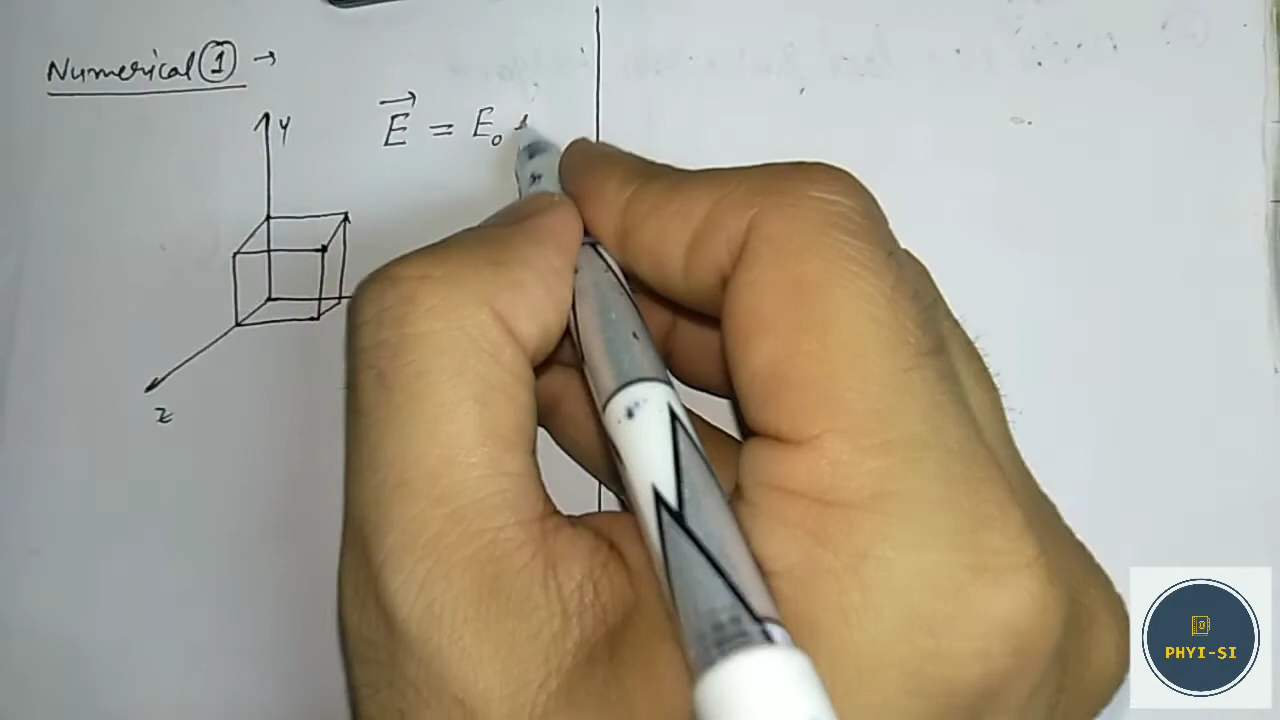 Numerical ① →
Y
E⃗ = E₀
Z
PHYI-SI